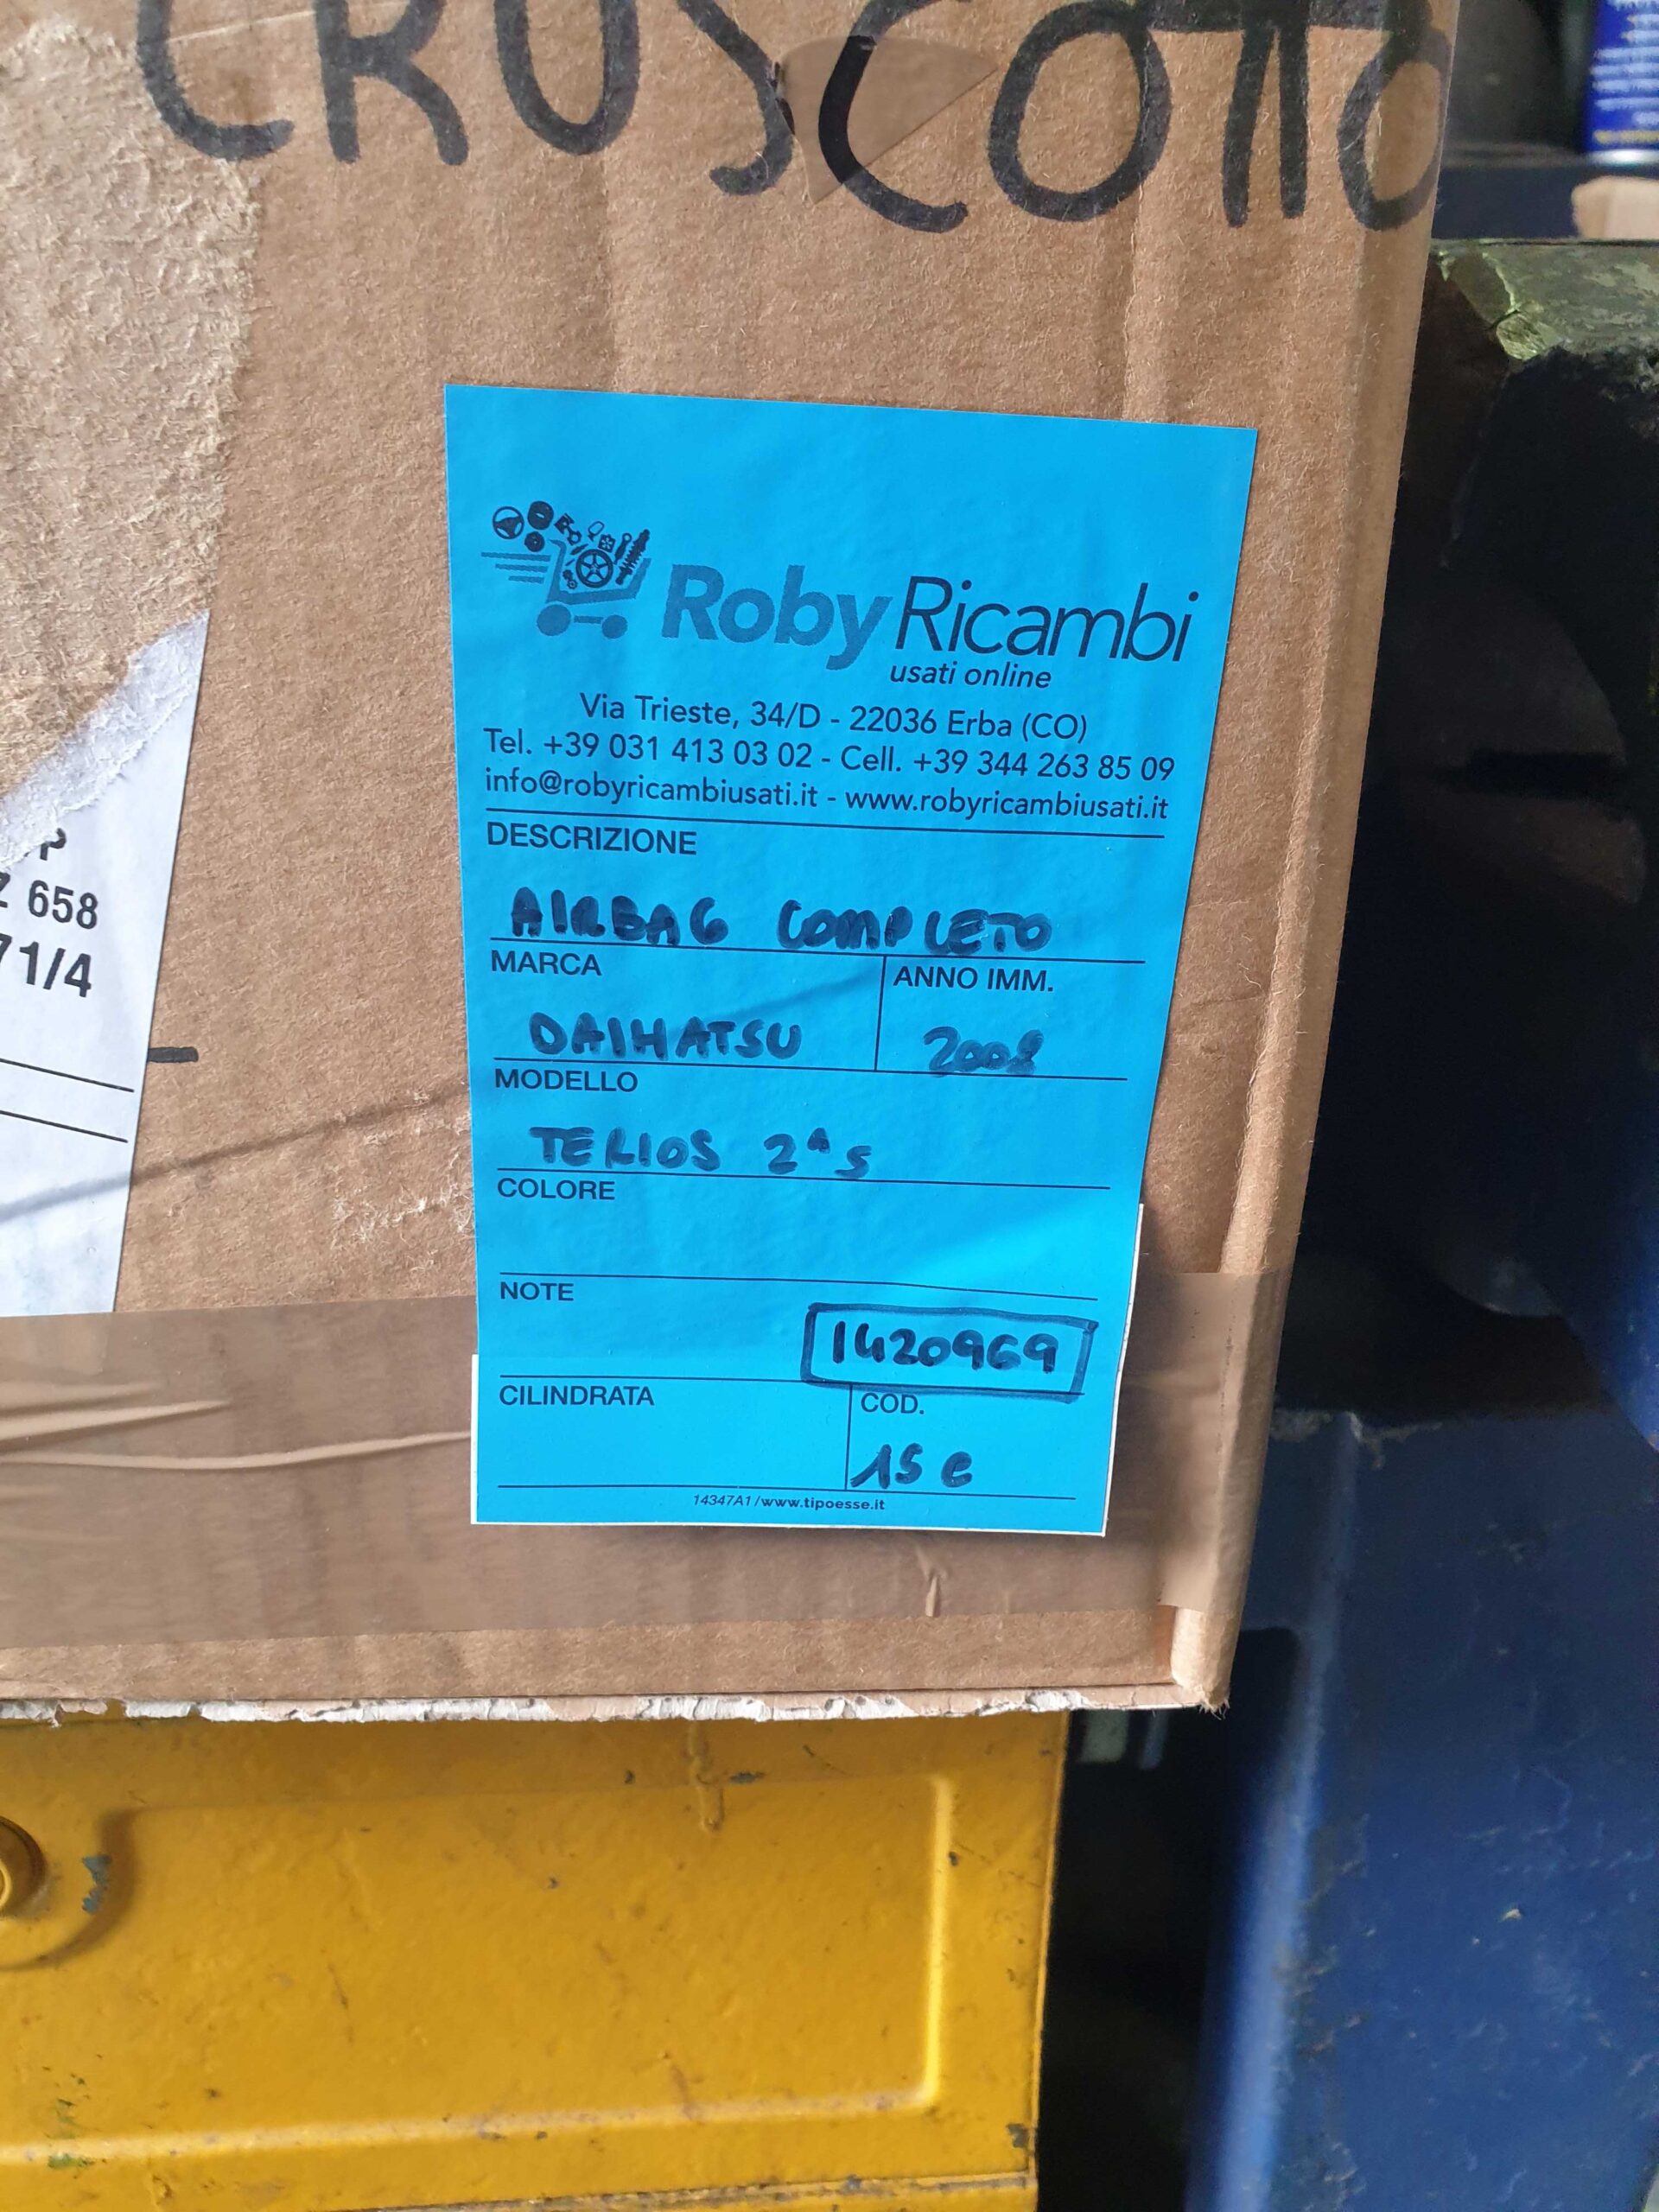 CRUSCOTTO
RobyRicambi
usati online
Via Trieste, 34/D - 22036 Erba (CO)
Tel. +39 031 413 03 02 - Cell. +39 344 263 85 09
info@robyricambiusati.it - www.robyricambiusati.it
DESCRIZIONE
AIRBAG COMPLETO
MARCA ANNO IMM.
DAIHATSU 2008
MODELLO
TERIOS 2^S
COLORE
NOTE
1420969
CILINDRATA COD.
15 C
14347A1/www.tipoesse.it
P
Z 658
71/4